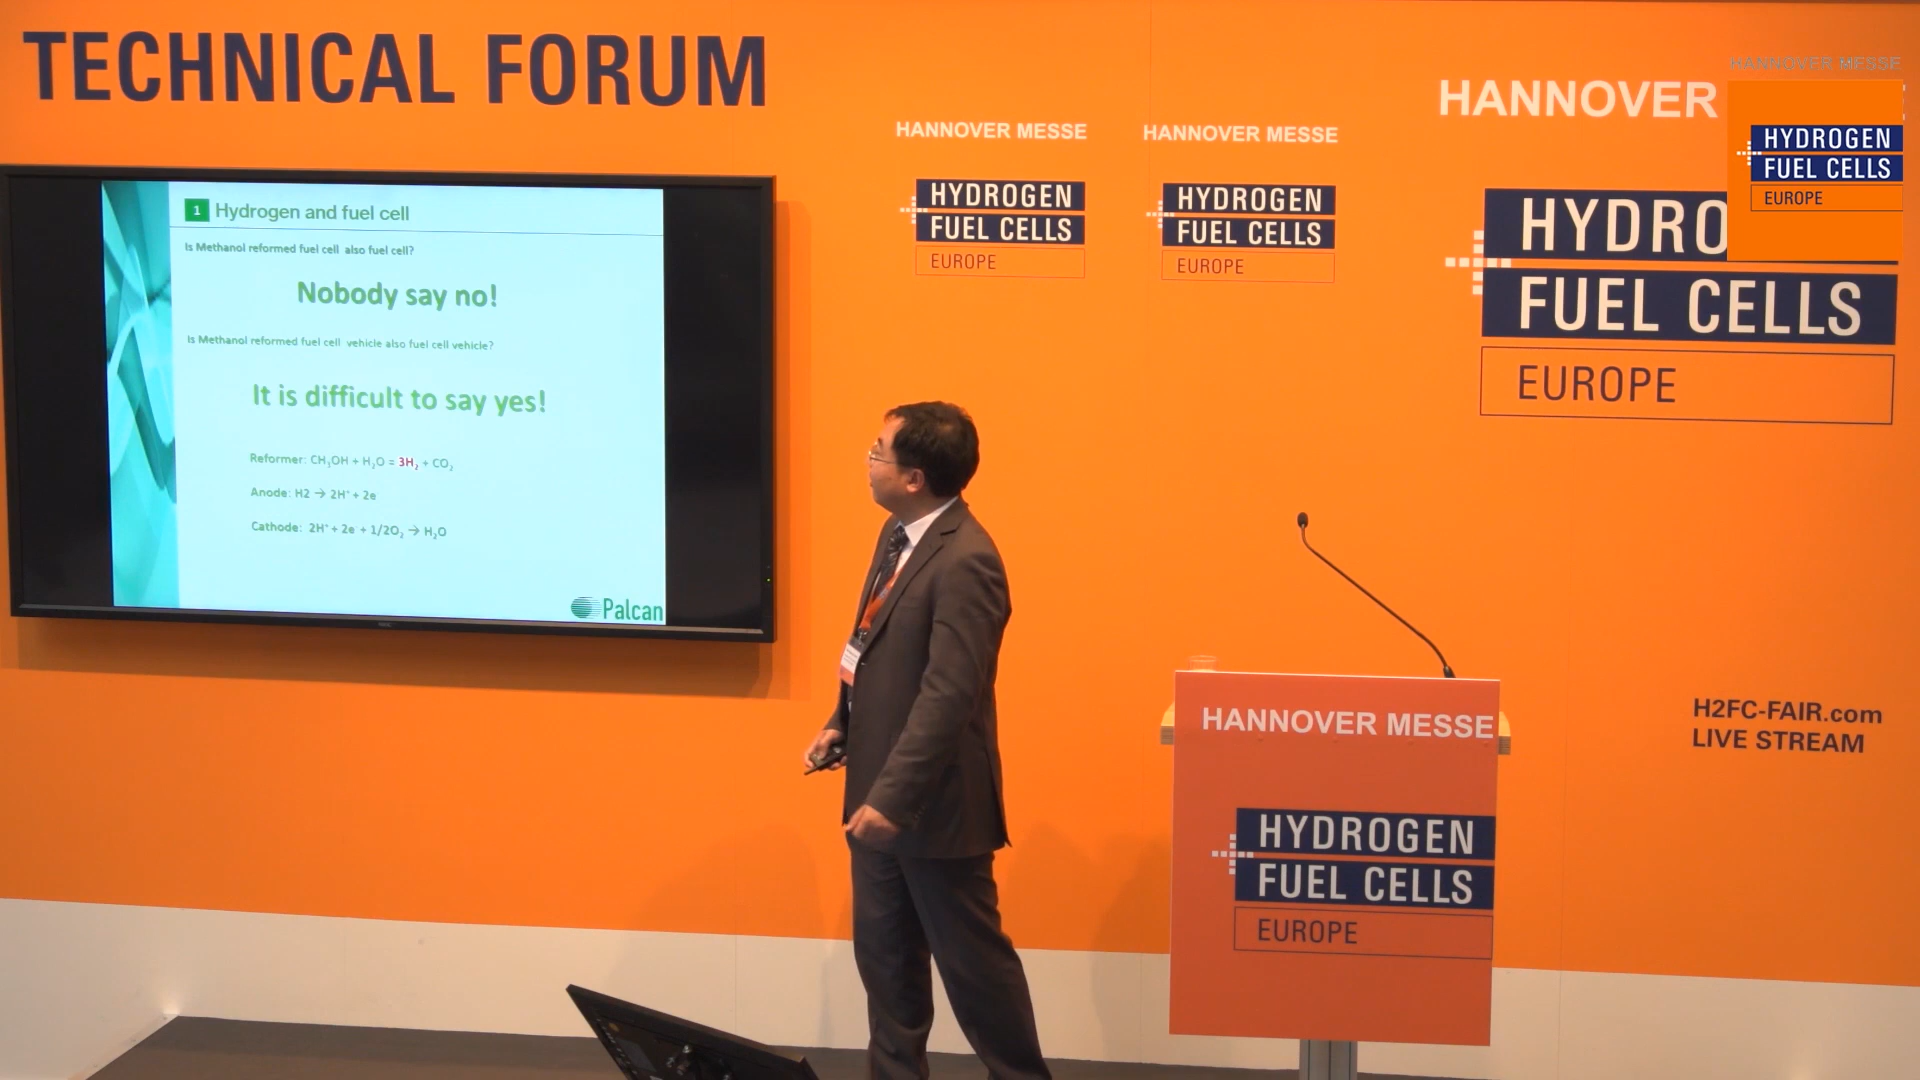 TECHNICAL FORUM
1 Hydrogen and fuel cell
Is Methanol reformed fuel cell also fuel cell?
Nobody say no!
Is Methanol reformed fuel cell vehicle also fuel cell vehicle?
It is difficult to say yes!
Reformer: CH₃OH + H₂O = 3H₂ + CO₂
Anode: H2 → 2H⁺ + 2e
Cathode: 2H⁺ + 2e + 1/2O₂ → H₂O
Palcan
HANNOVER MESSE
HYDROGEN
FUEL CELLS
EUROPE
HANNOVER MESSE
HYDROGEN
FUEL CELLS
EUROPE
HANNOVER
HYDRO
FUEL CELLS
EUROPE
HANNOVER MESSE
HYDROGEN
FUEL CELLS
EUROPE
H2FC-FAIR.com
LIVE STREAM
HANNOVER MESSE
HYDROGEN
FUEL CELLS
EUROPE